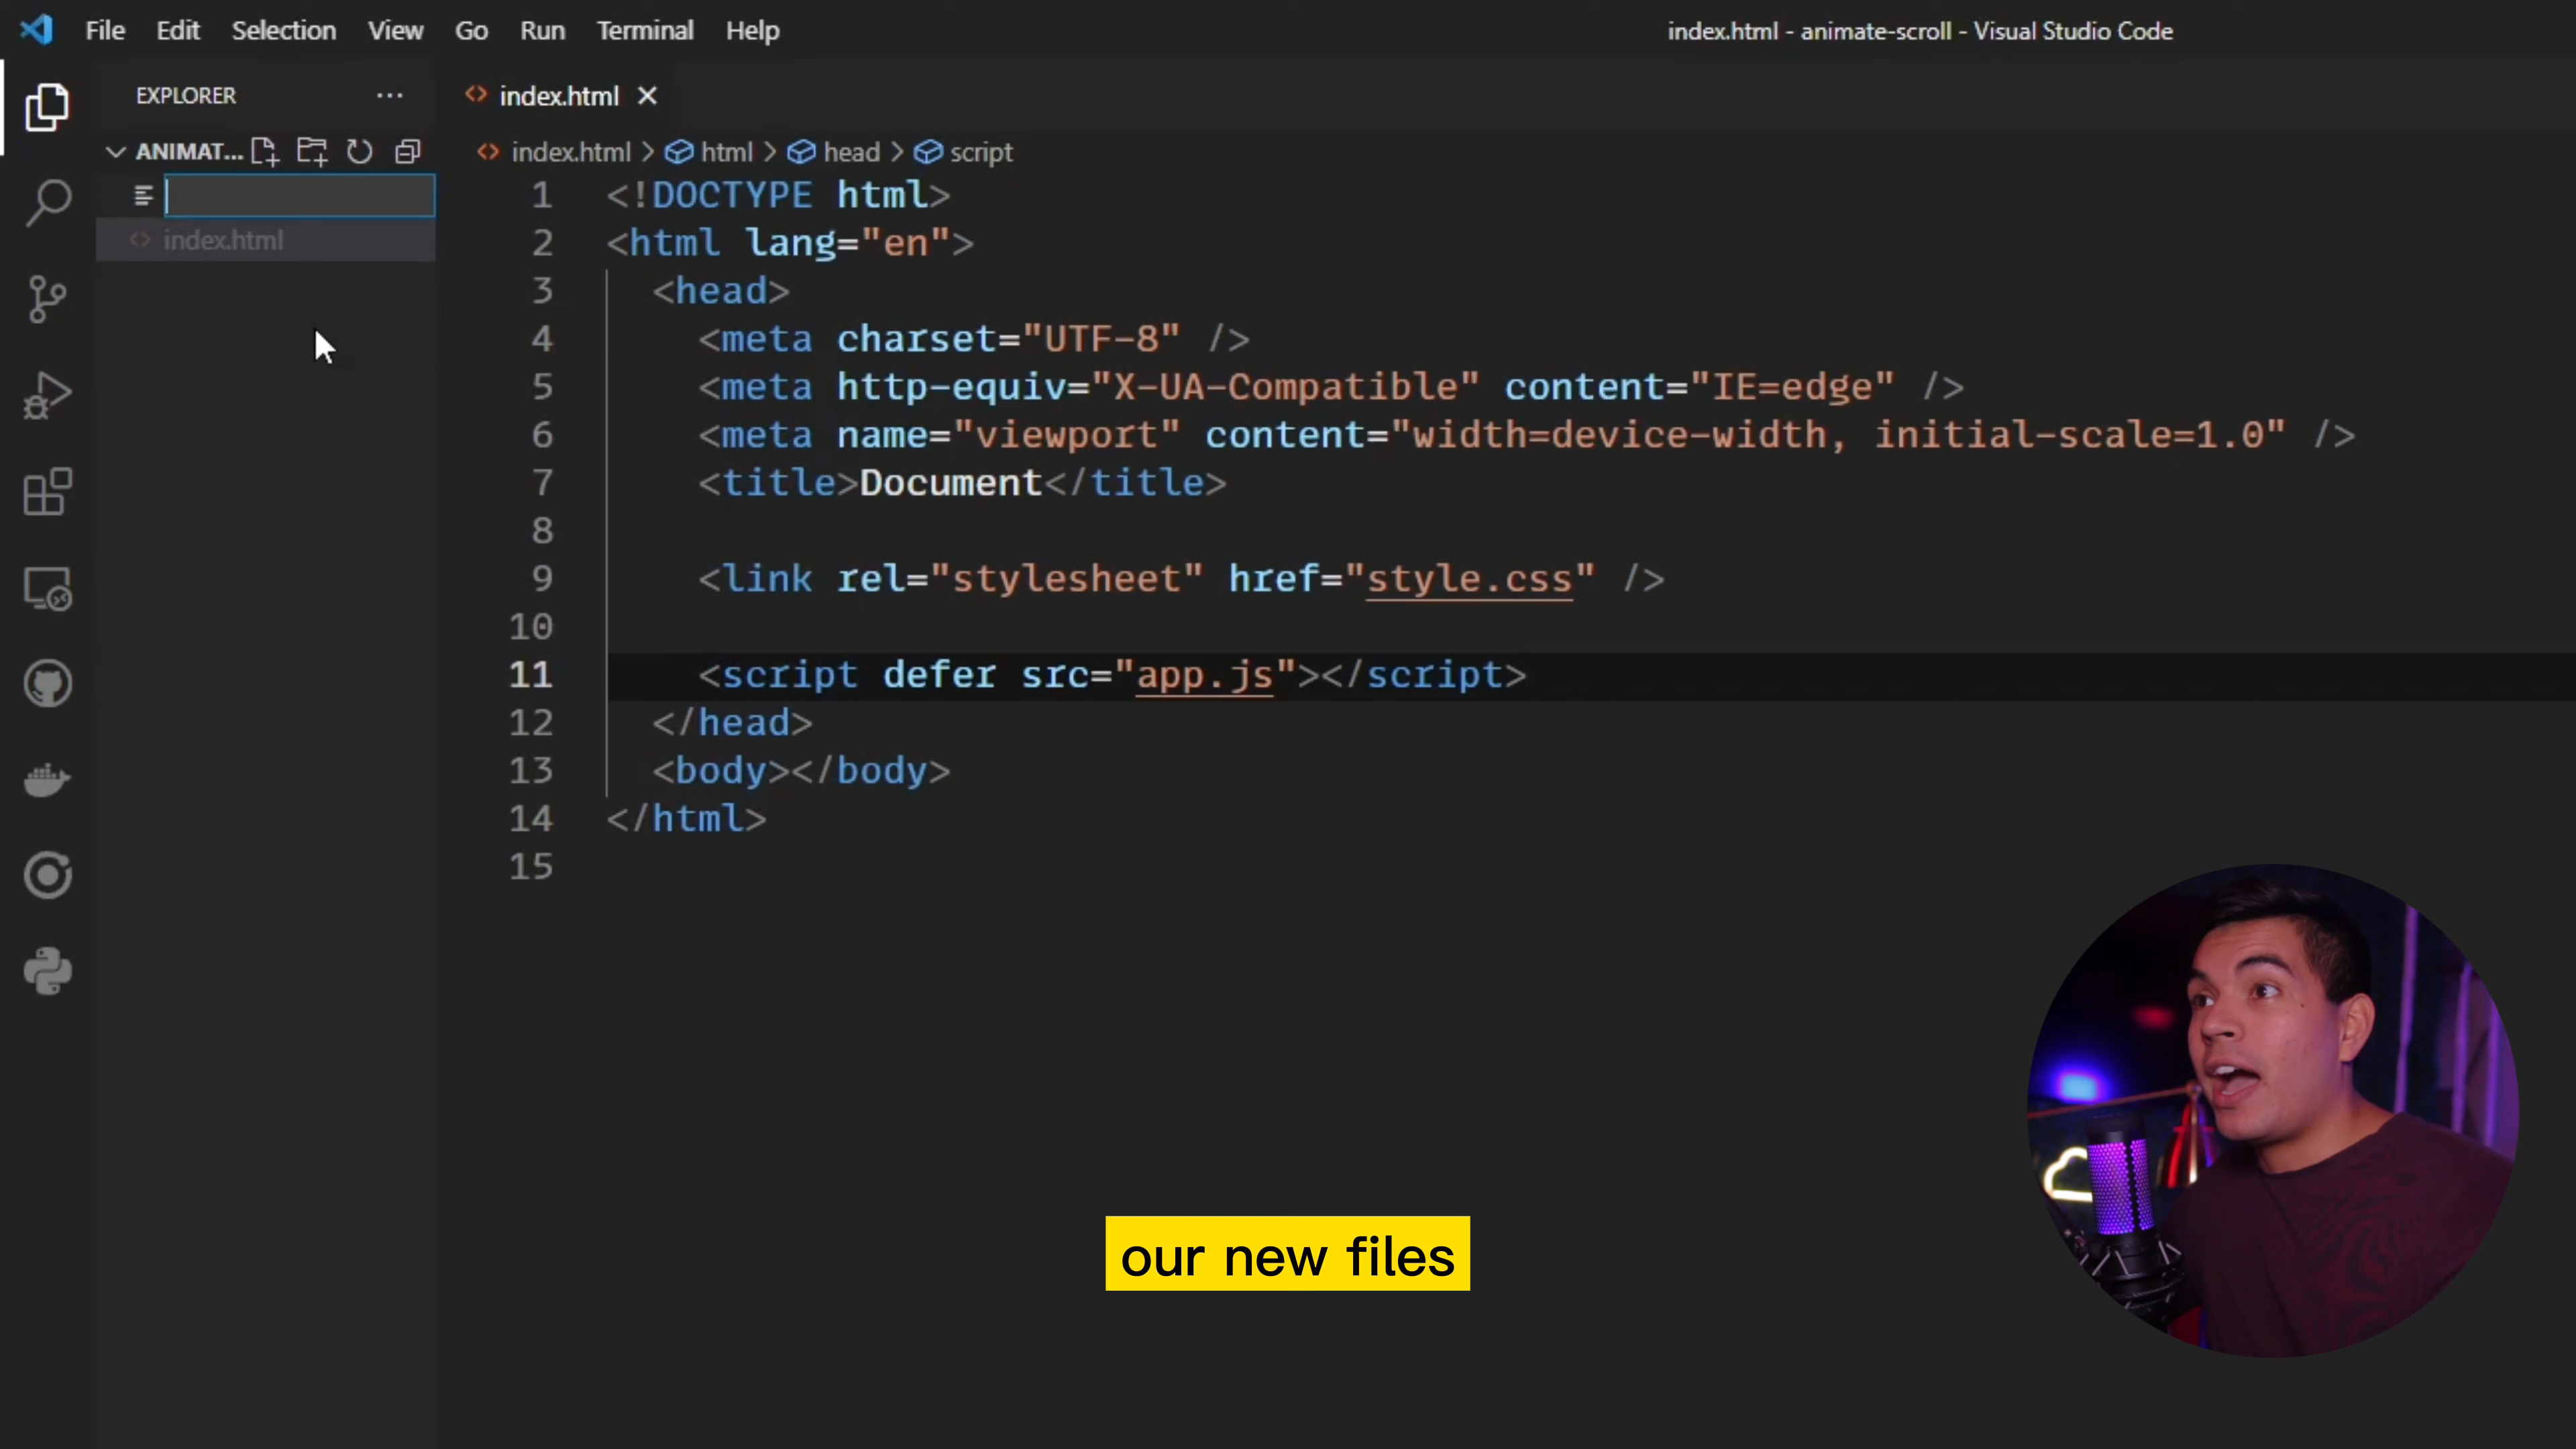 File Edit Selection View Go Run Terminal Help
index.html - animate-scroll - Visual Studio Code
EXPLORER ...
index.html
ANIMAT...
index.html > html > head > script
index.html
1 <!DOCTYPE html>
2 <html lang="en">
3 <head>
4 <meta charset="UTF-8" />
5 <meta http-equiv="X-UA-Compatible" content="IE=edge" />
6 <meta name="viewport" content="width=device-width, initial-scale=1.0" />
7 <title>Document</title>
8
9 <link rel="stylesheet" href="style.css" />
10
11 <script defer src="app.js"></script>
12 </head>
13 <body></body>
14 </html>
15
our new files